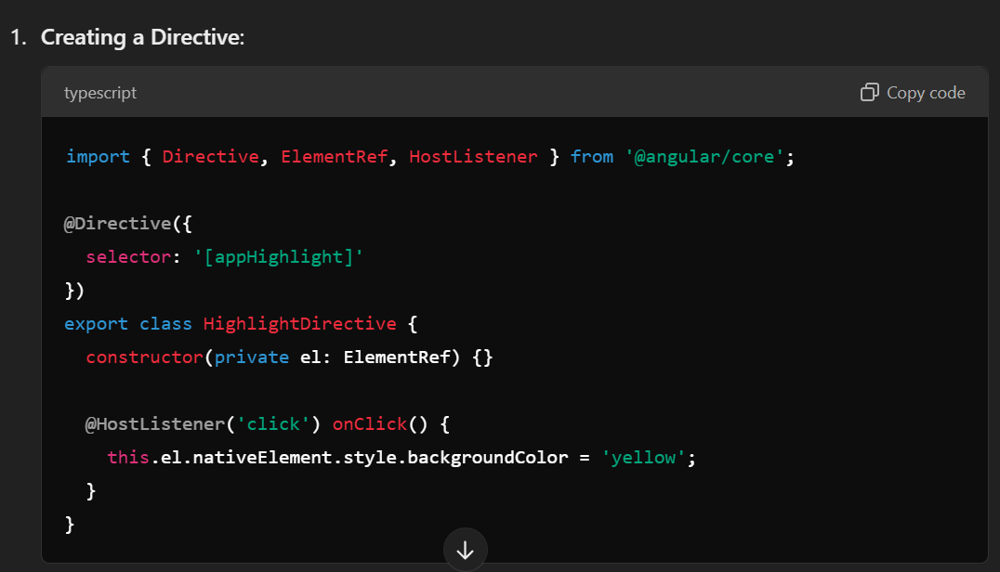 1. Creating a Directive:
typescript
Copy code
import { Directive, ElementRef, HostListener } from '@angular/core';
@Directive({
  selector: '[appHighlight]'
})
export class HighlightDirective {
  constructor(private el: ElementRef) {}
  @HostListener('click') onClick() {
    this.el.nativeElement.style.backgroundColor = 'yellow';
  }
}